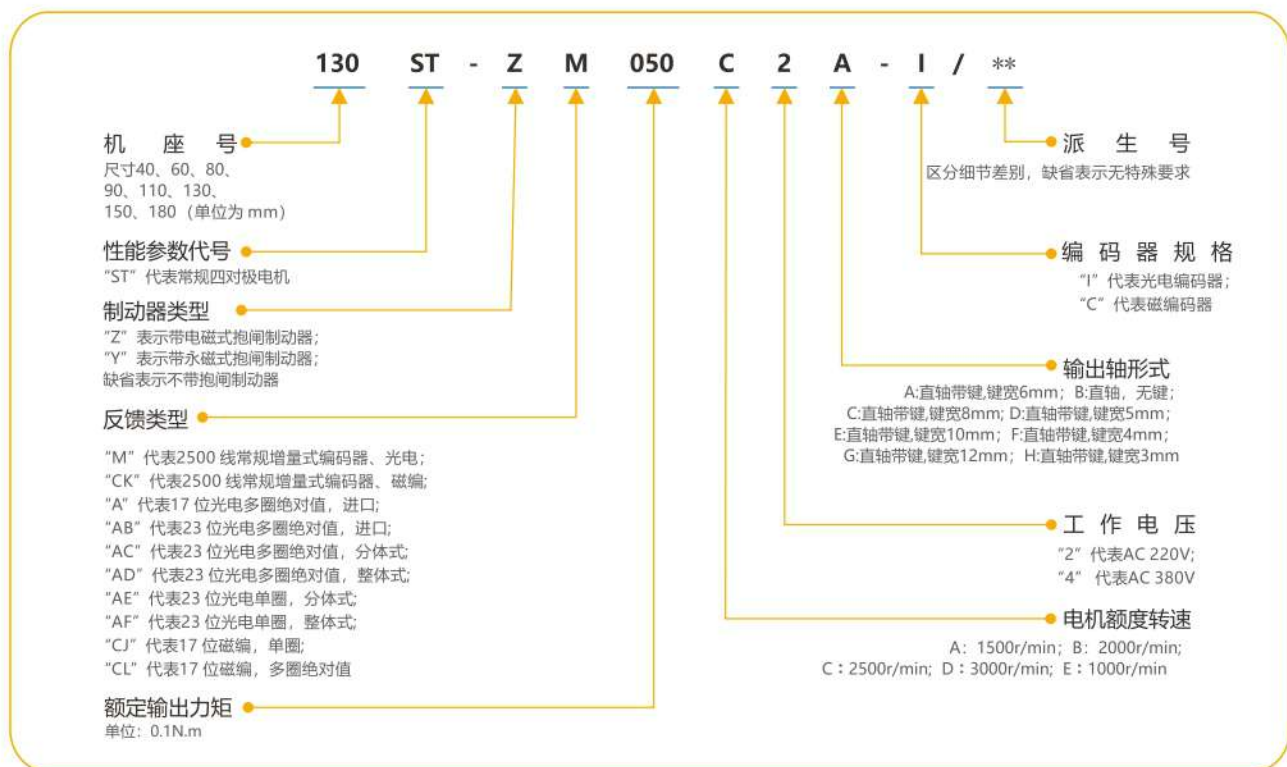 130 ST - Z M 050 C 2 A - I / **
机座号
尺寸40、60、80、
90、110、130、
150、180（单位为 mm）
性能参数代号
“ST”代表常规四对极电机
制动器类型
“Z”表示带电磁式抱闸制动器；
“Y”表示带永磁式抱闸制动器；
缺省表示不带抱闸制动器
反馈类型
“M”代表2500 线常规增量式编码器、光电；
“CK”代表2500 线常规增量式编码器、磁编;
“A”代表17 位光电多圈绝对值，进口;
“AB”代表23 位光电多圈绝对值，进口;
“AC”代表23 位光电多圈绝对值，分体式;
“AD”代表23 位光电多圈绝对值，整体式;
“AE”代表23 位光电单圈，分体式;
“AF”代表23 位光电单圈，整体式;
“CJ”代表17 位磁编，单圈;
“CL”代表17 位磁编，多圈绝对值
额定输出力矩
单位：0.1N.m
派生号
区分细节差别，缺省表示无特殊要求
编码器规格
“I”代表光电编码器；
“C”代表磁编码器
输出轴形式
A:直轴带键,键宽6mm；B:直轴，无键；
C:直轴带键,键宽8mm; D:直轴带键,键宽5mm；
E:直轴带键,键宽10mm；F:直轴带键,键宽4mm；
G:直轴带键,键宽12mm；H:直轴带键,键宽3mm
工作电压
“2”代表AC 220V;
“4” 代表AC 380V
电机额度转速
A：1500r/min；B：2000r/min;
C：2500r/min; D：3000r/min; E：1000r/min